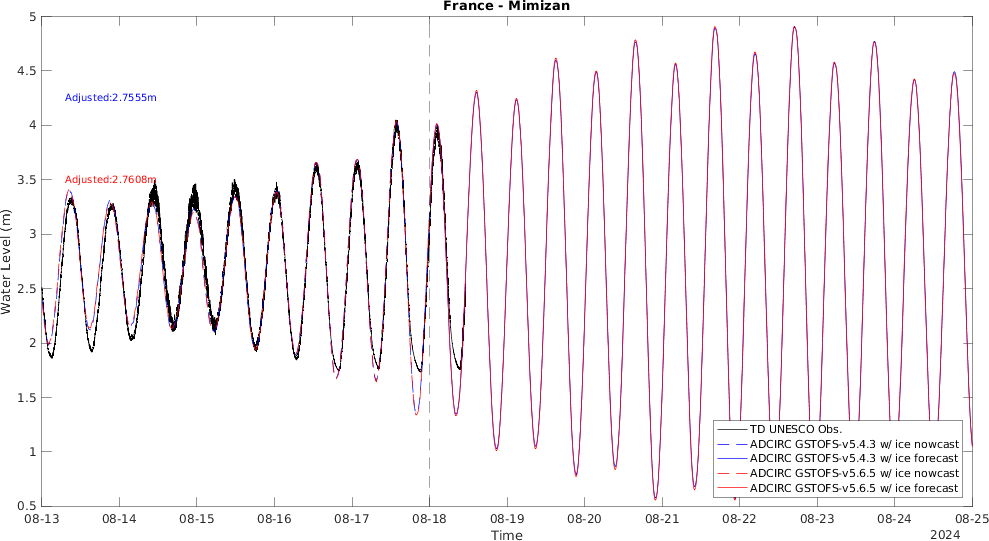 France - Mimizan
Water Level (m)
5
4.5
4
3.5
3
2.5
2
1.5
1
0.5
Adjusted:2.7555m
Adjusted:2.7608m
TD UNESCO Obs.
ADCIRC GSTOFS-v5.4.3 w/ ice nowcast
ADCIRC GSTOFS-v5.4.3 w/ ice forecast
ADCIRC GSTOFS-v5.6.5 w/ ice nowcast
ADCIRC GSTOFS-v5.6.5 w/ ice forecast
08-13 08-14 08-15 08-16 08-17 08-18 08-19 08-20 08-21 08-22 08-23 08-24 08-25
Time
2024